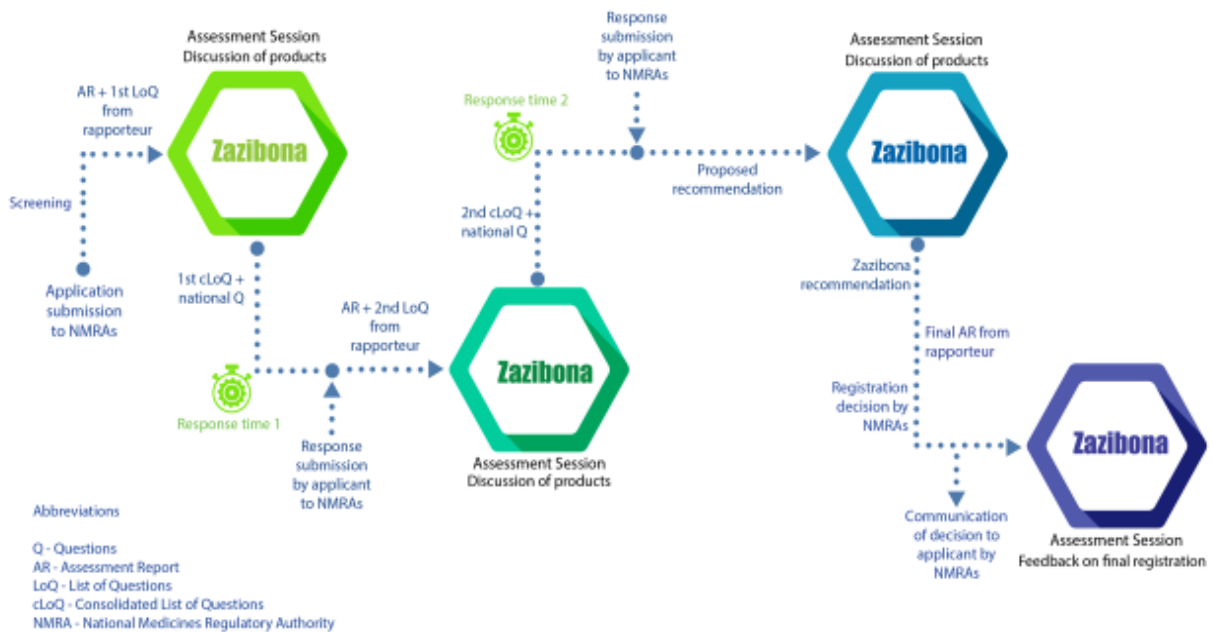 Assessment Session
Discussion of products
AR + 1st LoQ
from
rapporteur
Zazibona
Screening
Application
submission
to NMRAs
1st cLoQ +
national Q
Response time 1
Response
submission
by applicant
to NMRAs
AR + 2nd LoQ
from
rapporteur
Zazibona
Assessment Session
Discussion of products
2nd cLoQ +
national Q
Response time 2
Response
submission
by applicant
to NMRAs
Proposed
recommendation
Assessment Session
Discussion of products
Zazibona
Zazibona
recommendation
Final AR from
rapporteur
Registration
decision by
NMRAs
Communication
of decision to
applicant by
NMRAs
Zazibona
Assessment Session
Feedback on final registration
Abbreviations
Q - Questions
AR - Assessment Report
LoQ - List of Questions
cLoQ - Consolidated List of Questions
NMRA - National Medicines Regulatory Authority